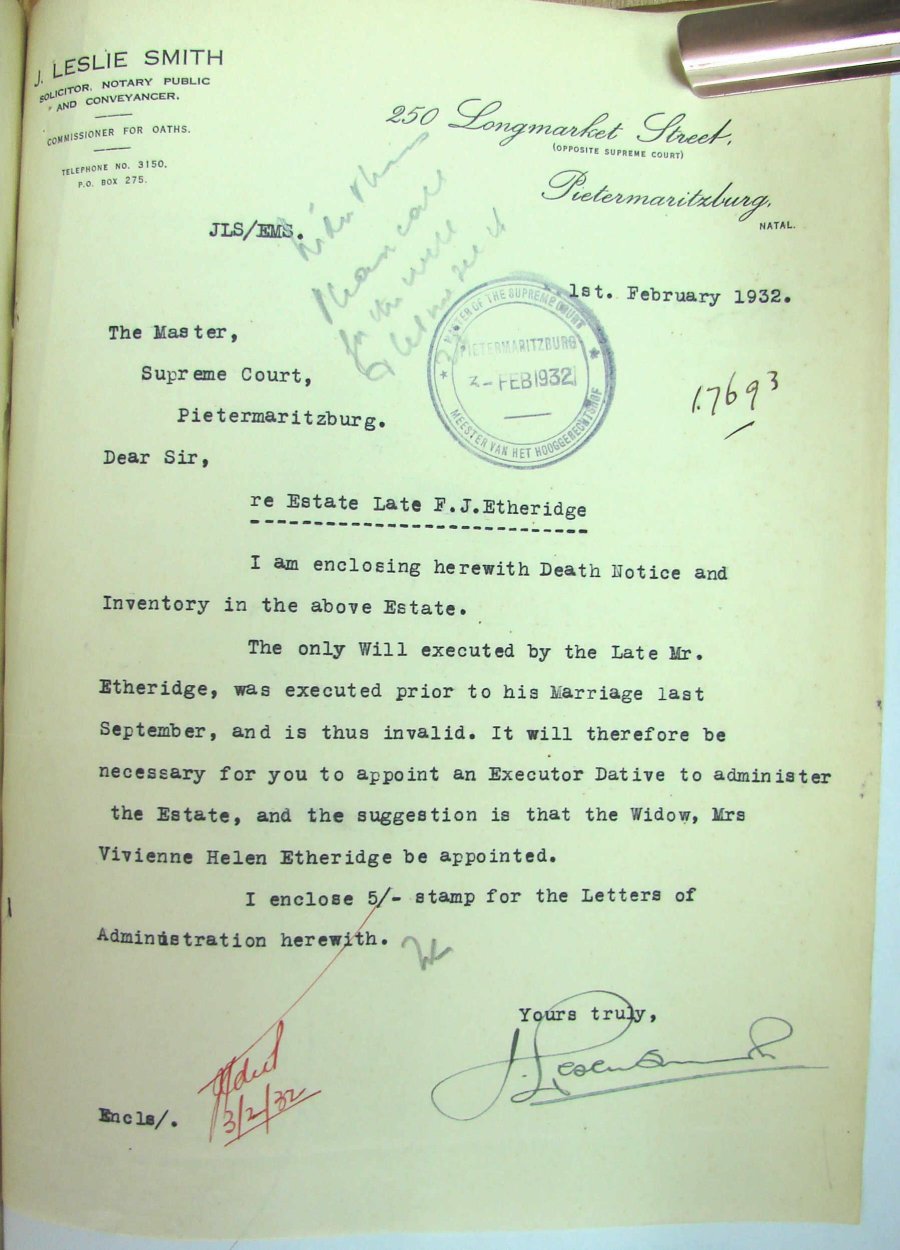 J. LESLIE SMITH
SOLICITOR, NOTARY PUBLIC
AND CONVEYANCER.
COMMISSIONER FOR OATHS.
TELEPHONE NO. 3150.
P.O. BOX 275.
250 Longmarket Street,
(OPPOSITE SUPREME COURT)
Pietermaritzburg,
NATAL.
JLS/EMS.
1st. February 1932.
MASTER OF THE SUPREME COURT
PIETERMARITZBURG
3 - FEB 1932
MEESTER VAN HET HOOGGERECHTSHOF
The Master,
Supreme Court,
Pietermaritzburg.
17693
Dear Sir,
re Estate Late F.J.Etheridge
I am enclosing herewith Death Notice and
Inventory in the above Estate.
The only Will executed by the Late Mr.
Etheridge, was executed prior to his Marriage last
September, and is thus invalid. It will therefore be
necessary for you to appoint an Executor Dative to administer
the Estate, and the suggestion is that the Widow, Mrs
Vivienne Helen Etheridge be appointed.
I enclose 5/- stamp for the Letters of
Administration herewith.
Yours truly,
J. Leslie Smith
3/2/32
Encls/.